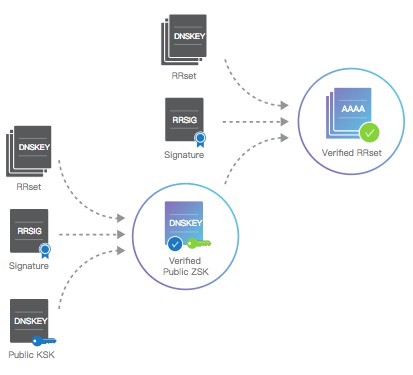 DNSKEY
RRset
RRSIG
Signature
AAAA
Verified RRset
DNSKEY
RRset
RRSIG
Signature
DNSKEY
Public KSK
DNSKEY
Verified
Public ZSK